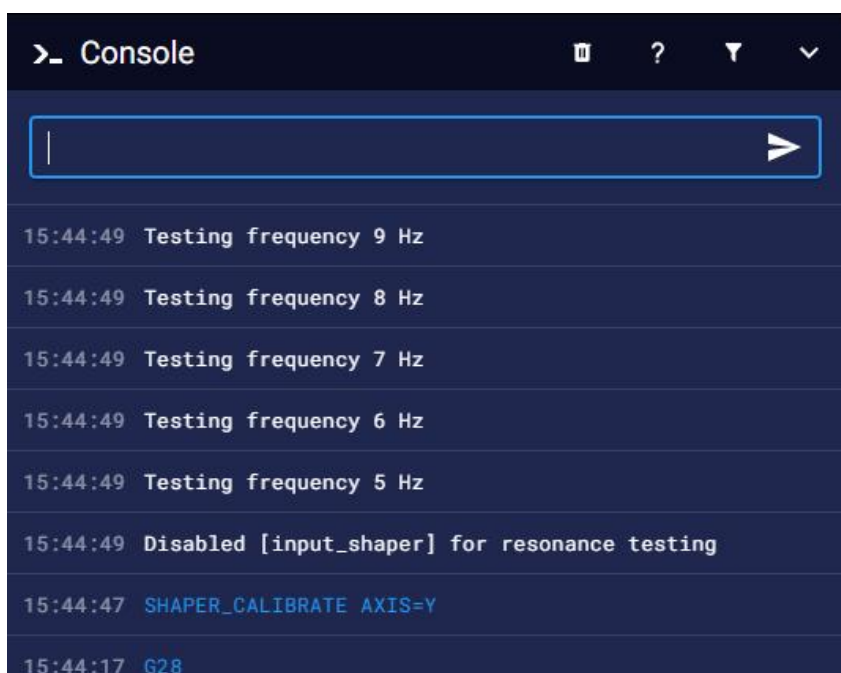 >_ Console
?
15:44:49 Testing frequency 9 Hz
15:44:49 Testing frequency 8 Hz
15:44:49 Testing frequency 7 Hz
15:44:49 Testing frequency 6 Hz
15:44:49 Testing frequency 5 Hz
15:44:49 Disabled [input_shaper] for resonance testing
15:44:47 SHAPER_CALIBRATE AXIS=Y
15:44:17 G28